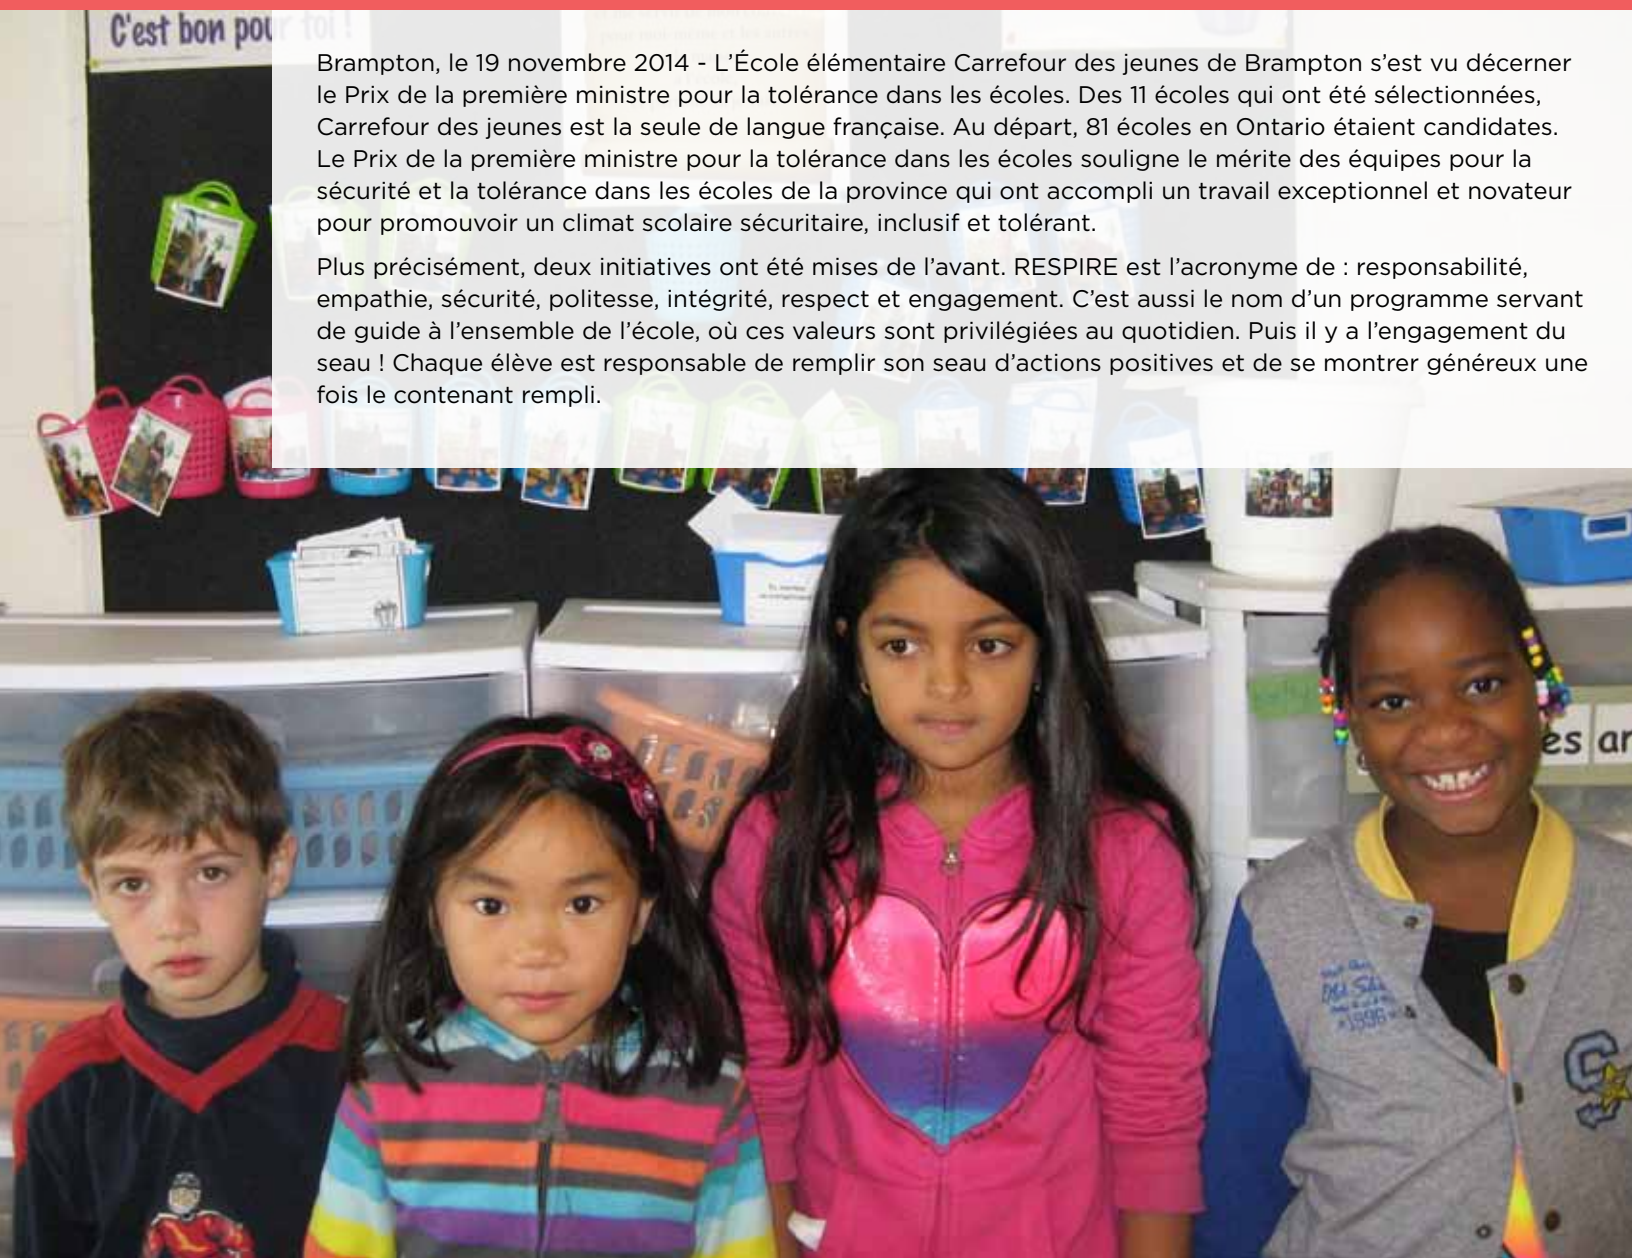 C'est bon pour toi !
Brampton, le 19 novembre 2014 - L’École élémentaire Carrefour des jeunes de Brampton s’est vu décerner
le Prix de la première ministre pour la tolérance dans les écoles. Des 11 écoles qui ont été sélectionnées,
Carrefour des jeunes est la seule de langue française. Au départ, 81 écoles en Ontario étaient candidates.
Le Prix de la première ministre pour la tolérance dans les écoles souligne le mérite des équipes pour la
sécurité et la tolérance dans les écoles de la province qui ont accompli un travail exceptionnel et novateur
pour promouvoir un climat scolaire sécuritaire, inclusif et tolérant.
Plus précisément, deux initiatives ont été mises de l’avant. RESPIRE est l’acronyme de : responsabilité,
empathie, sécurité, politesse, intégrité, respect et engagement. C’est aussi le nom d’un programme servant
de guide à l’ensemble de l’école, où ces valeurs sont privilégiées au quotidien. Puis il y a l’engagement du
seau ! Chaque élève est responsable de remplir son seau d’actions positives et de se montrer généreux une
fois le contenant rempli.
es ar
1996